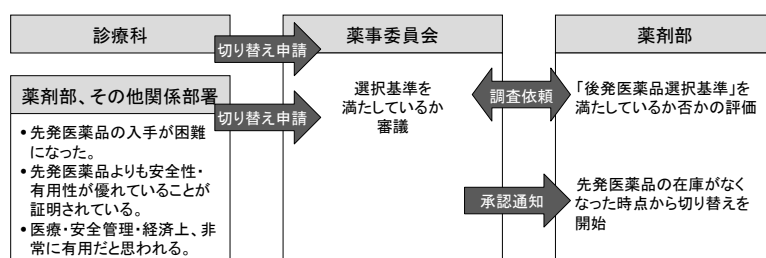 診療科
切り替え申請
薬剤部、その他関係部署
切り替え申請
•先発医薬品の入手が困難
になった。
•先発医薬品よりも安全性・
有用性が優れていることが
証明されている。
•医療・安全管理・経済上、非
常に有用だと思われる。
薬事委員会
選択基準を
満たしているか
審議
調査依頼
承認通知
薬剤部
「後発医薬品選択基準」を
満たしているか否かの評価
先発医薬品の在庫がなく
なった時点から切り替えを
開始